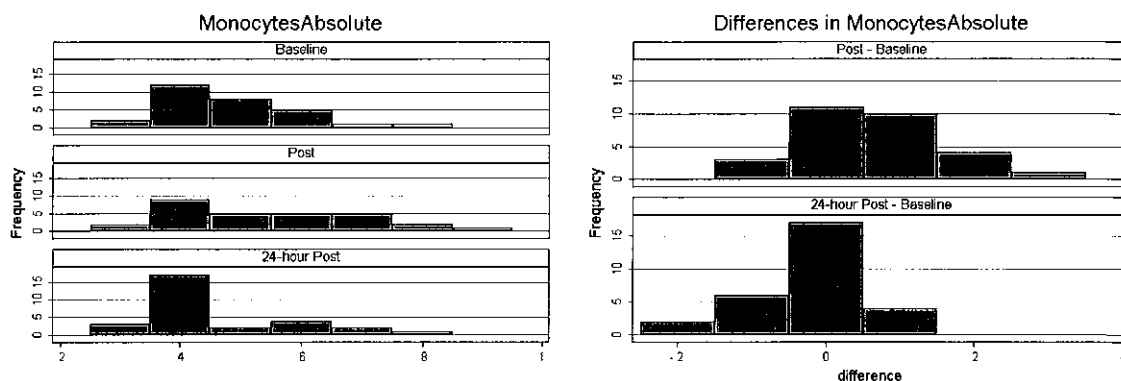 MonocytesAbsolute
Baseline
15
10
5
0
Post
15
10
5
0
24-hour Post
15
10
5
0
Frequency
2 4 6 8 1
Differences in MonocytesAbsolute
Post - Baseline
15
10
5
0
24-hour Post - Baseline
15
10
5
0
Frequency
-2 0 2
difference